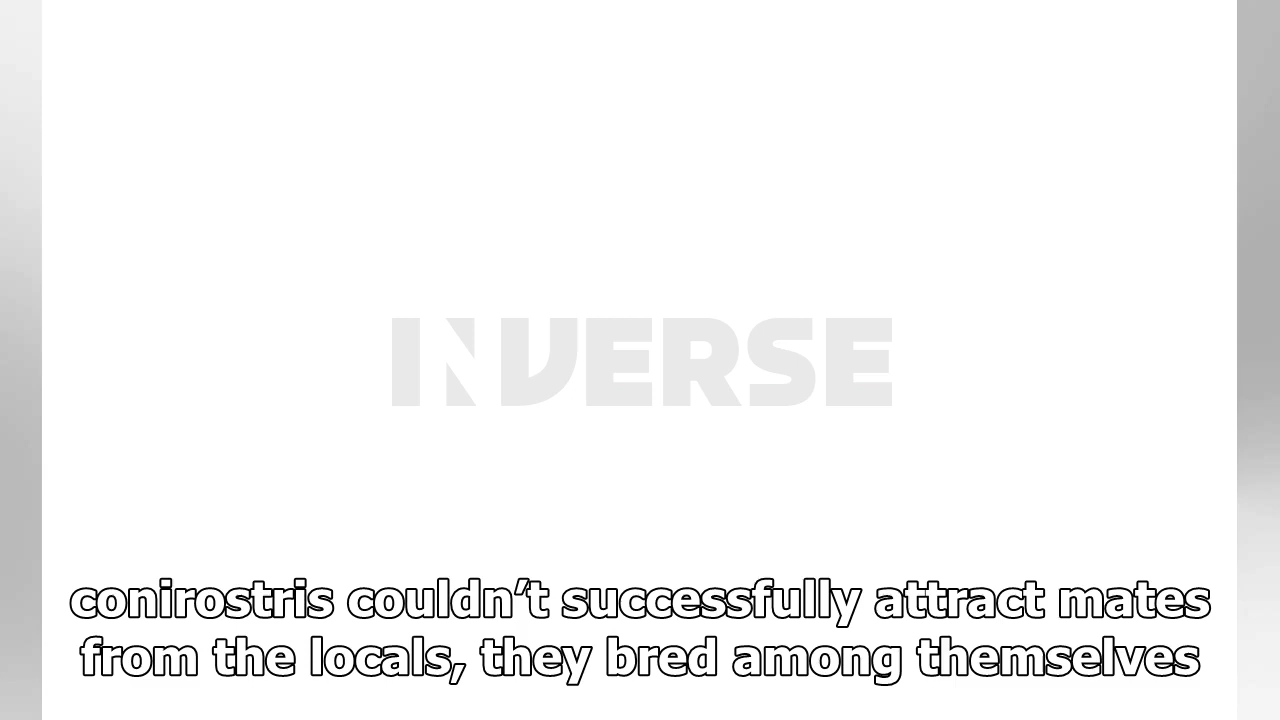 INVERSE
conirostris couldn’t successfully attract mates
from the locals, they bred among themselves